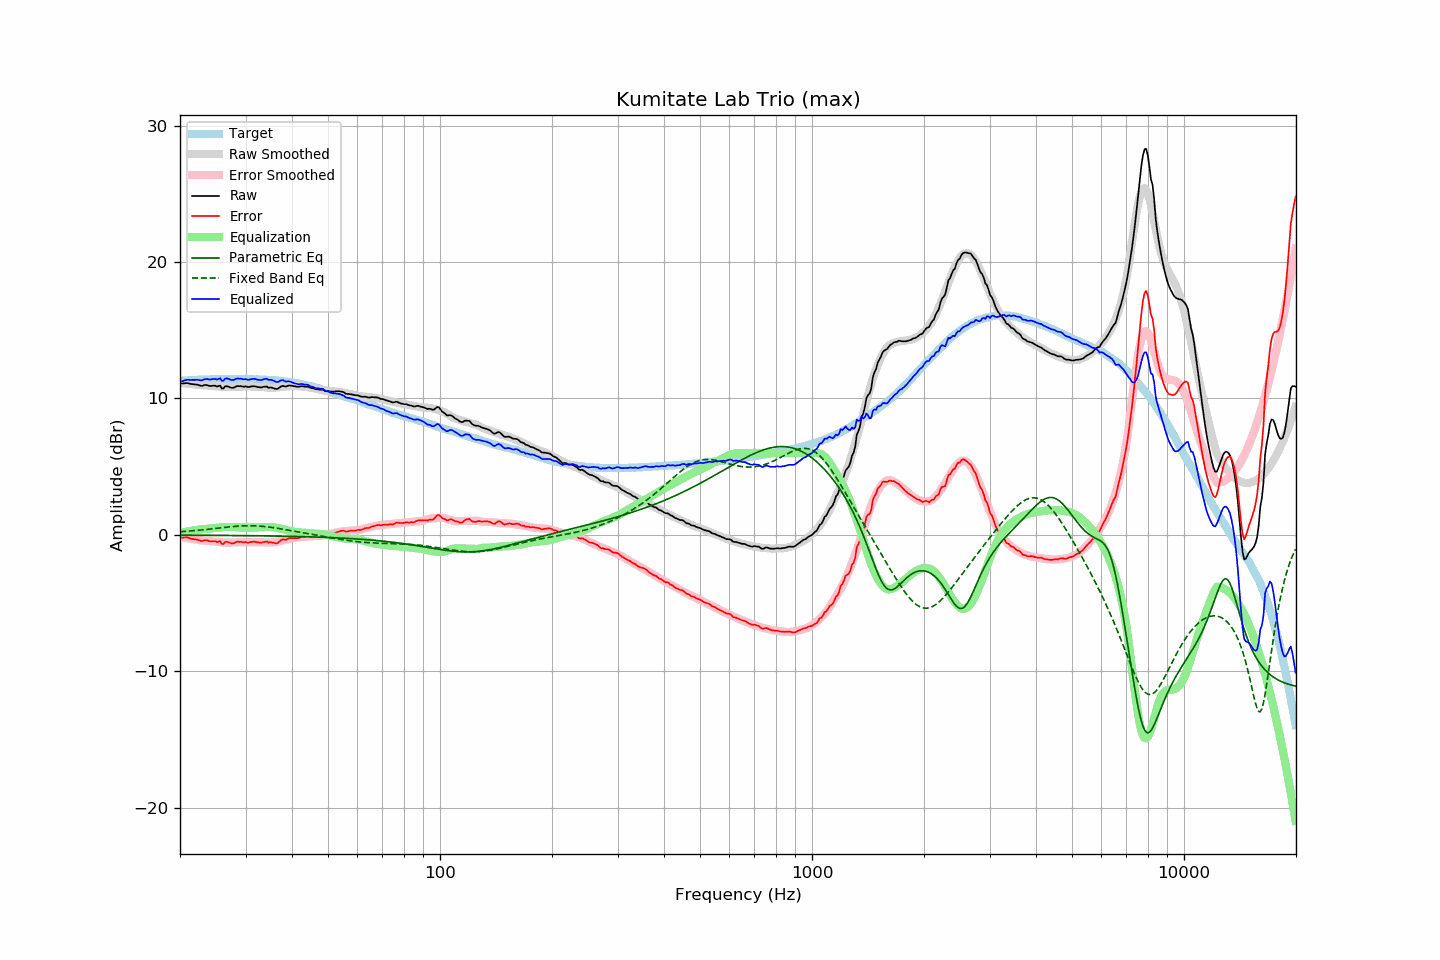 Kumitate Lab Trio (max)
30
20
10
0
−10
−20
Amplitude (dBr)
Target
Raw Smoothed
Error Smoothed
Raw
Error
Equalization
Parametric Eq
Fixed Band Eq
Equalized
100
1000
10000
Frequency (Hz)